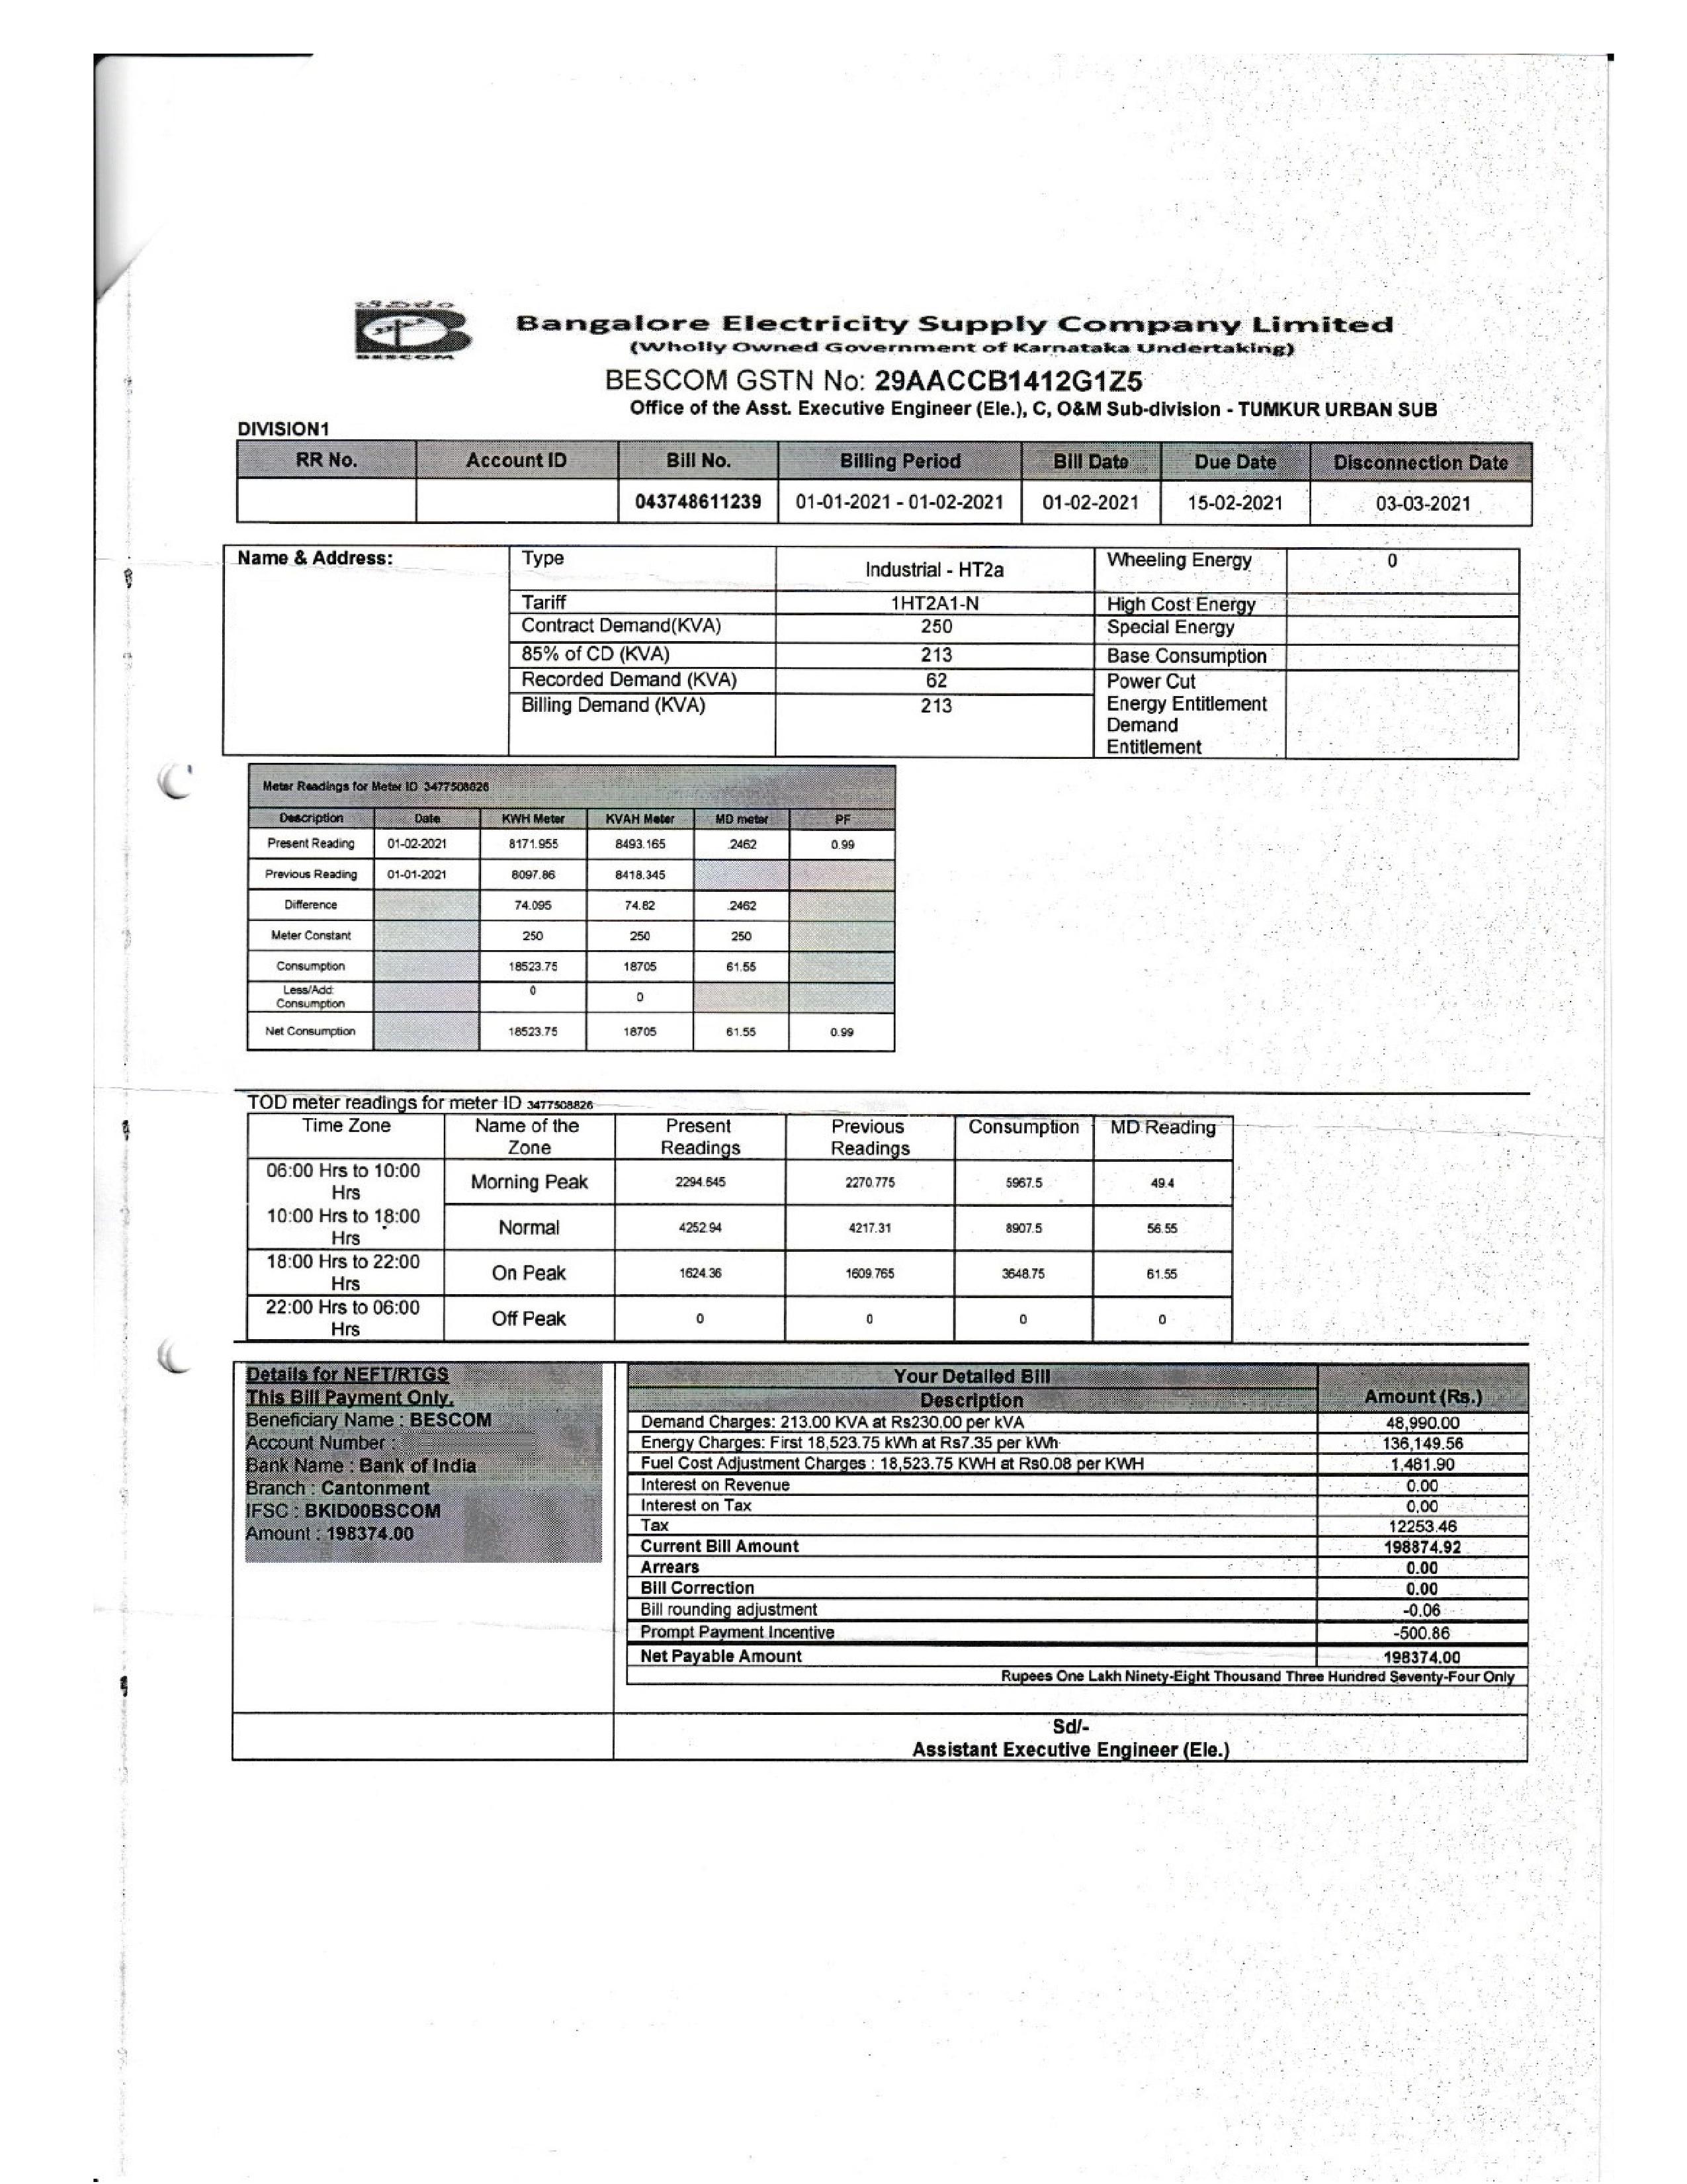 BESCOM
Bangalore Electricity Supply Company Limited
(Wholly Owned Government of Karnataka Undertaking)
BESCOM GSTN No: 29AACCB1412G1Z5
Office of the Asst. Executive Engineer (Ele.), C, O&M Sub-division - TUMKUR URBAN SUB
DIVISION1
RR No. Account ID Bill No. Billing Period Bill Date Due Date Disconnection Date
043748611239 01-01-2021 - 01-02-2021 01-02-2021 15-02-2021 03-03-2021
Name & Address: Type Industrial - HT2a Wheeling Energy 0
Tariff 1HT2A1-N High Cost Energy
Contract Demand(KVA) 250 Special Energy
85% of CD (KVA) 213 Base Consumption
Recorded Demand (KVA) 62 Power Cut
Billing Demand (KVA) 213 Energy Entitlement
Demand
Entitlement
Meter Readings for Meter ID 3477508826
Description Date KWH Meter KVAH Meter MD meter PF
Present Reading 01-02-2021 8171.955 8493.165 .2462 0.99
Previous Reading 01-01-2021 8097.86 8418.345
Difference 74.095 74.82 .2462
Meter Constant 250 250 250
Consumption 18523.75 18705 61.55
Less/Add: Consumption 0 0
Net Consumption 18523.75 18705 61.55 0.99
TOD meter readings for meter ID 3477508826
Time Zone Name of the Zone Present Readings Previous Readings Consumption MD Reading
06:00 Hrs to 10:00 Hrs Morning Peak 2294.645 2270.775 5967.5 49.4
10:00 Hrs to 18:00 Hrs Normal 4252.94 4217.31 8907.5 56.55
18:00 Hrs to 22:00 Hrs On Peak 1624.36 1609.765 3648.75 61.55
22:00 Hrs to 06:00 Hrs Off Peak 0 0 0 0
Details for NEFT/RTGS
This Bill Payment Only.
Beneficiary Name : BESCOM
Account Number :
Bank Name : Bank of India
Branch : Cantonment
IFSC : BKID00BSCOM
Amount : 198374.00
Your Detailed Bill
Description Amount (Rs.)
Demand Charges: 213.00 KVA at Rs230.00 per kVA 48,990.00
Energy Charges: First 18,523.75 kWh at Rs7.35 per kWh 136,149.56
Fuel Cost Adjustment Charges : 18,523.75 KWH at Rs0.08 per KWH 1,481.90
Interest on Revenue 0.00
Interest on Tax 0.00
Tax 12253.46
Current Bill Amount 198874.92
Arrears 0.00
Bill Correction 0.00
Bill rounding adjustment -0.06
Prompt Payment Incentive -500.86
Net Payable Amount 198374.00
Rupees One Lakh Ninety-Eight Thousand Three Hundred Seventy-Four Only
Sd/-
Assistant Executive Engineer (Ele.)